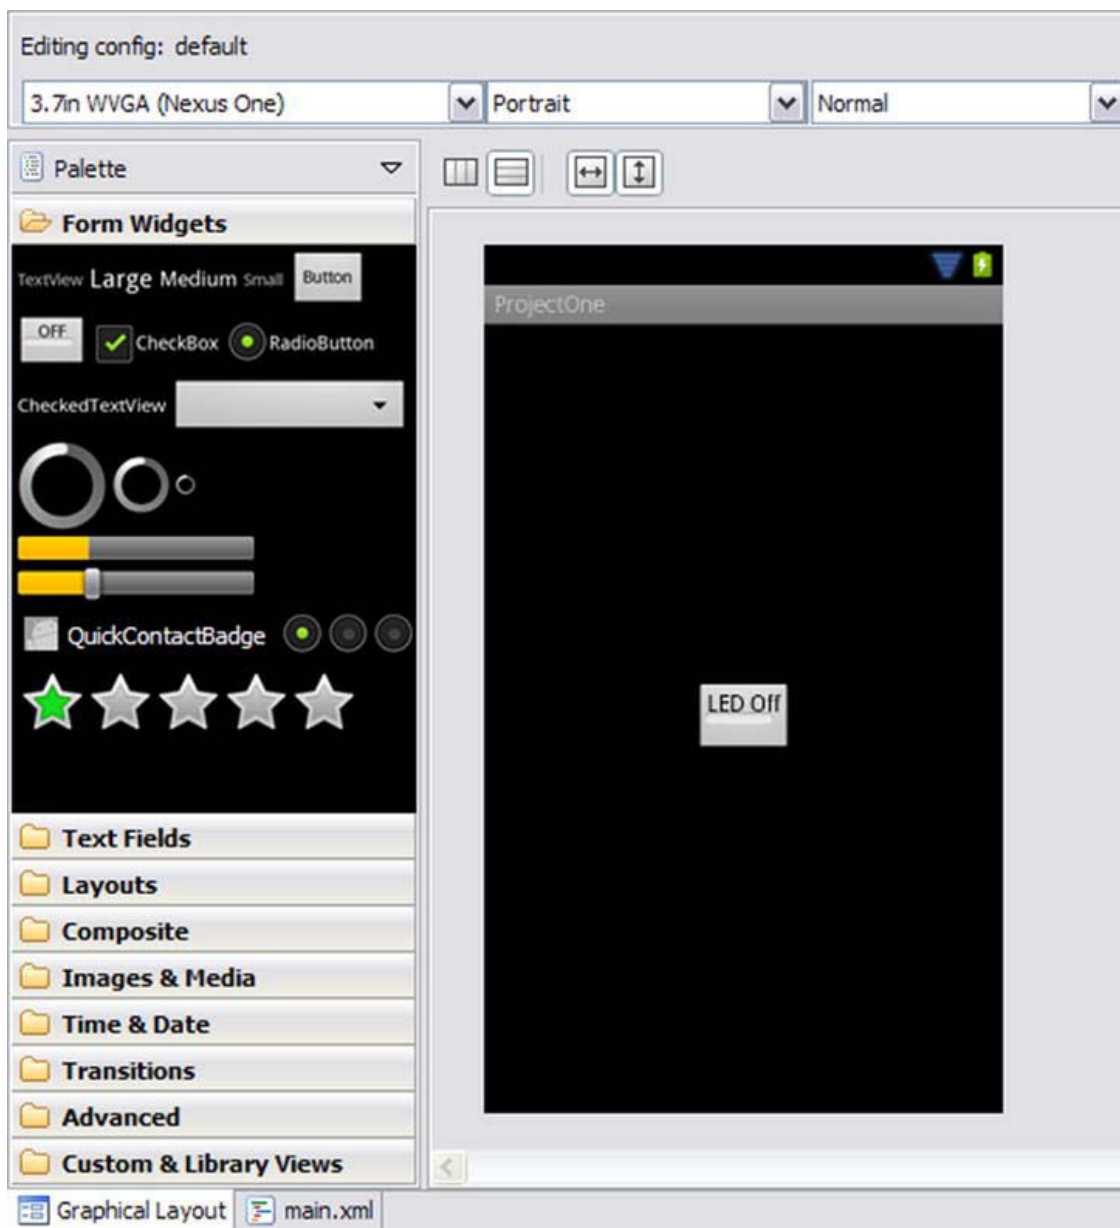 Editing config: default
3.7in WVGA (Nexus One) Portrait Normal
Palette
Form Widgets
TextView Large Medium Small Button
OFF CheckBox RadioButton
CheckedTextView
QuickContactBadge
Text Fields
Layouts
Composite
Images & Media
Time & Date
Transitions
Advanced
Custom & Library Views
ProjectOne
LED Off
Graphical Layout main.xml